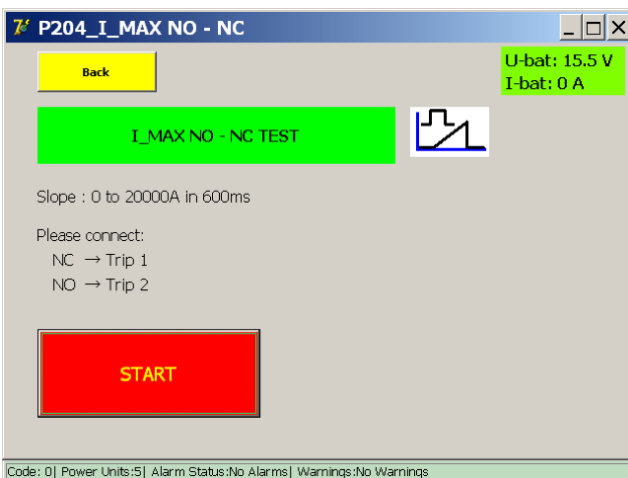 P204_I_MAX NO - NC
Back
U-bat: 15.5 V
I-bat: 0 A
I_MAX NO - NC TEST
Slope : 0 to 20000A in 600ms
Please connect:
NC → Trip 1
NO → Trip 2
START
Code: 0| Power Units:5| Alarm Status:No Alarms| Warnings:No Warnings